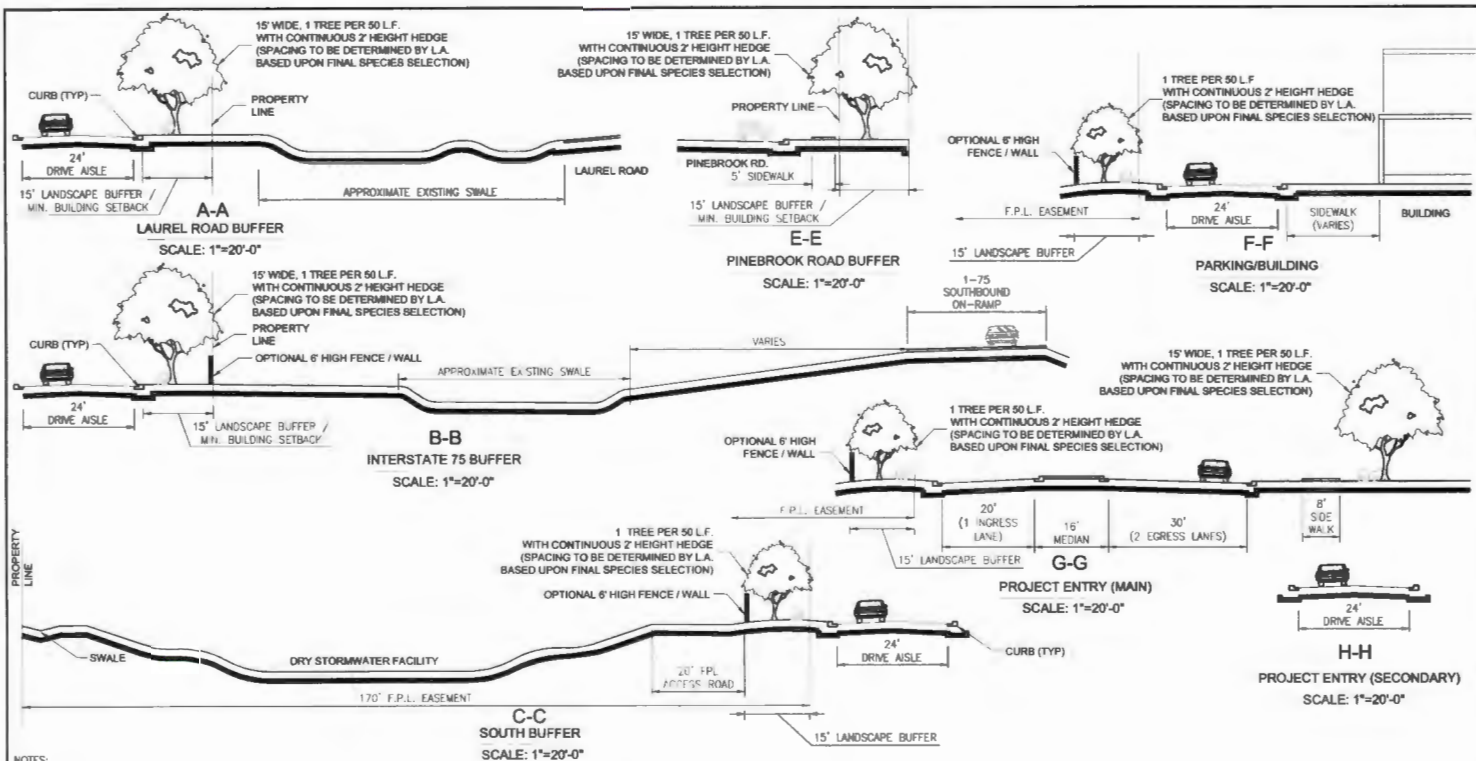 15' WIDE, 1 TREE PER 50 L.F.
WITH CONTINUOUS 2' HEIGHT HEDGE
(SPACING TO BE DETERMINED BY L.A.
BASED UPON FINAL SPECIES SELECTION)
CURB (TYP)
PROPERTY
LINE
24'
DRIVE AISLE
15' LANDSCAPE BUFFER /
MIN. BUILDING SETBACK
APPROXIMATE EXISTING SWALE
LAUREL ROAD
A-A
LAUREL ROAD BUFFER
SCALE: 1"=20'-0"
15' WIDE, 1 TREE PER 50 L.F.
WITH CONTINUOUS 2' HEIGHT HEDGE
(SPACING TO BE DETERMINED BY L.A.
BASED UPON FINAL SPECIES SELECTION)
PROPERTY LINE
PINEBROOK RD.
5' SIDEWALK
15' LANDSCAPE BUFFER /
MIN. BUILDING SETBACK
E-E
PINEBROOK ROAD BUFFER
SCALE: 1"=20'-0"
1 TREE PER 50 L.F
WITH CONTINUOUS 2' HEIGHT HEDGE
(SPACING TO BE DETERMINED BY L.A.
BASED UPON FINAL SPECIES SELECTION)
OPTIONAL 6' HIGH
FENCE / WALL
F.P.L. EASEMENT
24'
DRIVE AISLE
SIDEWALK
(VARIES)
BUILDING
15' LANDSCAPE BUFFER
F-F
PARKING/BUILDING
SCALE: 1"=20'-0"
15' WIDE, 1 TREE PER 50 L.F.
WITH CONTINUOUS 2' HEIGHT HEDGE
(SPACING TO BE DETERMINED BY L.A.
BASED UPON FINAL SPECIES SELECTION)
PROPERTY
LINE
CURB (TYP)
OPTIONAL 6' HIGH FENCE / WALL
24'
DRIVE AISLE
15' LANDSCAPE BUFFER /
MIN. BUILDING SETBACK
APPROXIMATE EXISTING SWALE
VARIES
1-75
SOUTHBOUND
ON-RAMP
B-B
INTERSTATE 75 BUFFER
SCALE: 1"=20'-0"
1 TREE PER 50 L.F.
WITH CONTINUOUS 2' HEIGHT HEDGE
(SPACING TO BE DETERMINED BY L.A.
BASED UPON FINAL SPECIES SELECTION)
OPTIONAL 6' HIGH
FENCE / WALL
15' WIDE, 1 TREE PER 50 L.F.
WITH CONTINUOUS 2' HEIGHT HEDGE
(SPACING TO BE DETERMINED BY L.A.
BASED UPON FINAL SPECIES SELECTION)
F.P.L. EASEMENT
15' LANDSCAPE BUFFER
20'
(1 INGRESS
LANE)
16'
MEDIAN
30'
(2 EGRESS LANES)
8'
SIDE
WALK
G-G
PROJECT ENTRY (MAIN)
SCALE: 1"=20'-0"
24'
DRIVE AISLE
H-H
PROJECT ENTRY (SECONDARY)
SCALE: 1"=20'-0"
PROPERTY
LINE
SWALE
DRY STORMWATER FACILITY
1 TREE PER 50 L.F.
WITH CONTINUOUS 2' HEIGHT HEDGE
(SPACING TO BE DETERMINED BY L.A.
BASED UPON FINAL SPECIES SELECTION)
OPTIONAL 6' HIGH FENCE / WALL
20' FPL
ACCESS ROAD
24'
DRIVE AISLE
CURB (TYP)
170' F.P.L. EASEMENT
15' LANDSCAPE BUFFER
C-C
SOUTH BUFFER
SCALE: 1"=20'-0"
NOTES: